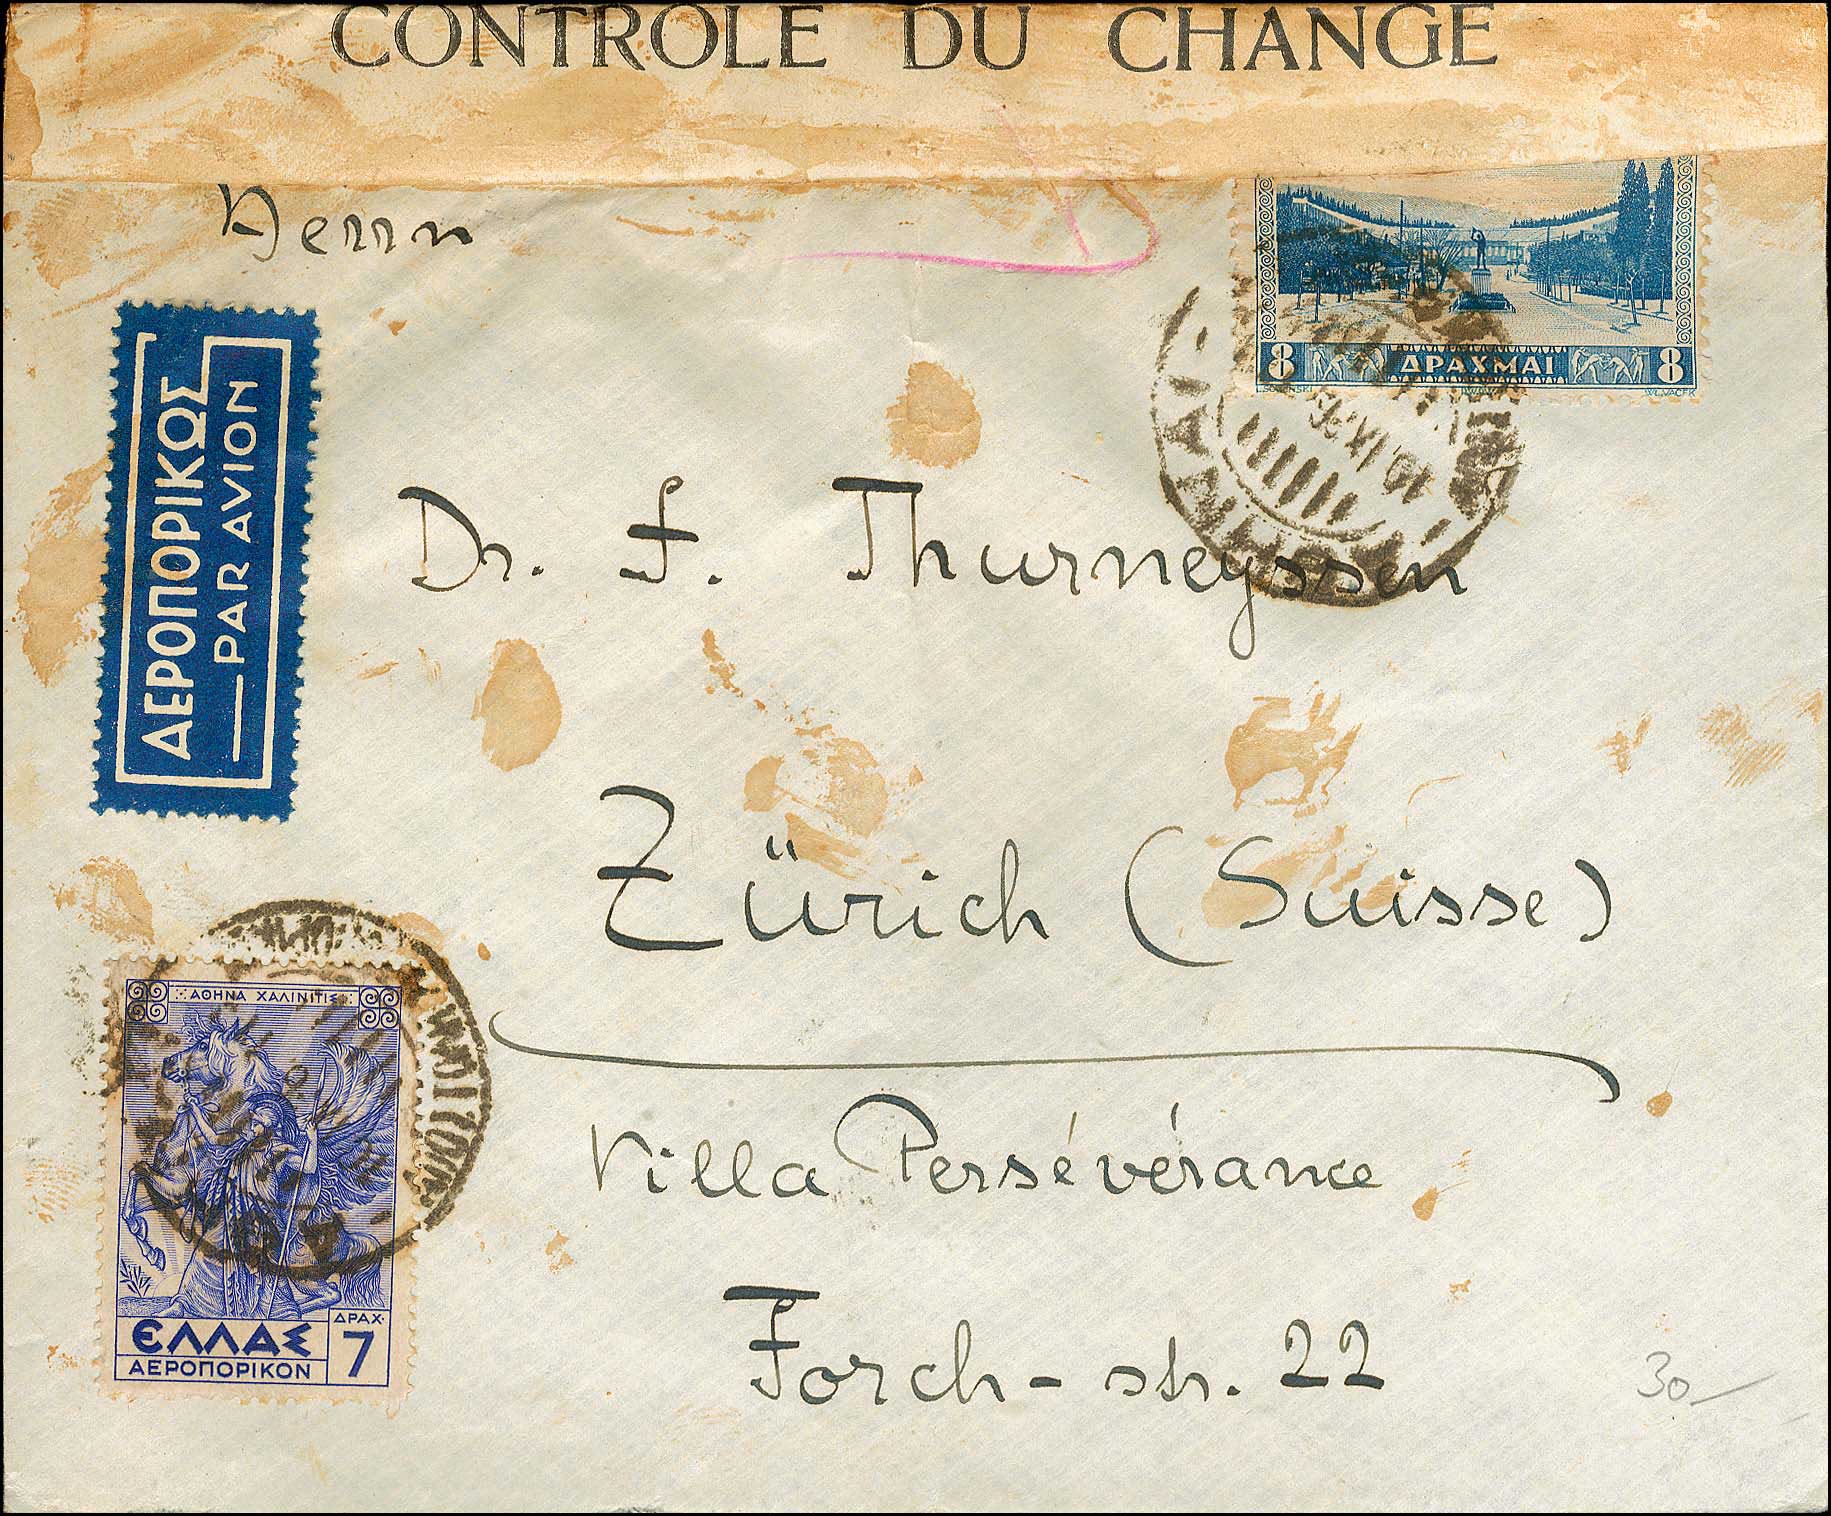 CONTROLE DU CHANGE
Herrn
ΑΕΡΟΠΟΡΙΚΩΣ
PAR AVION
8 ΔΡΑΧΜΑΙ 8
Dr. F. Thurneyssen
Zürich (Suisse)
Villa Persévérance
Forch-str. 22
ΑΘΗΝΑ ΧΑΛΙΝΙΤΙΣ
ΕΛΛΑΣ
ΑΕΡΟΠΟΡΙΚΟΝ
ΔΡΑΧ.
7
30